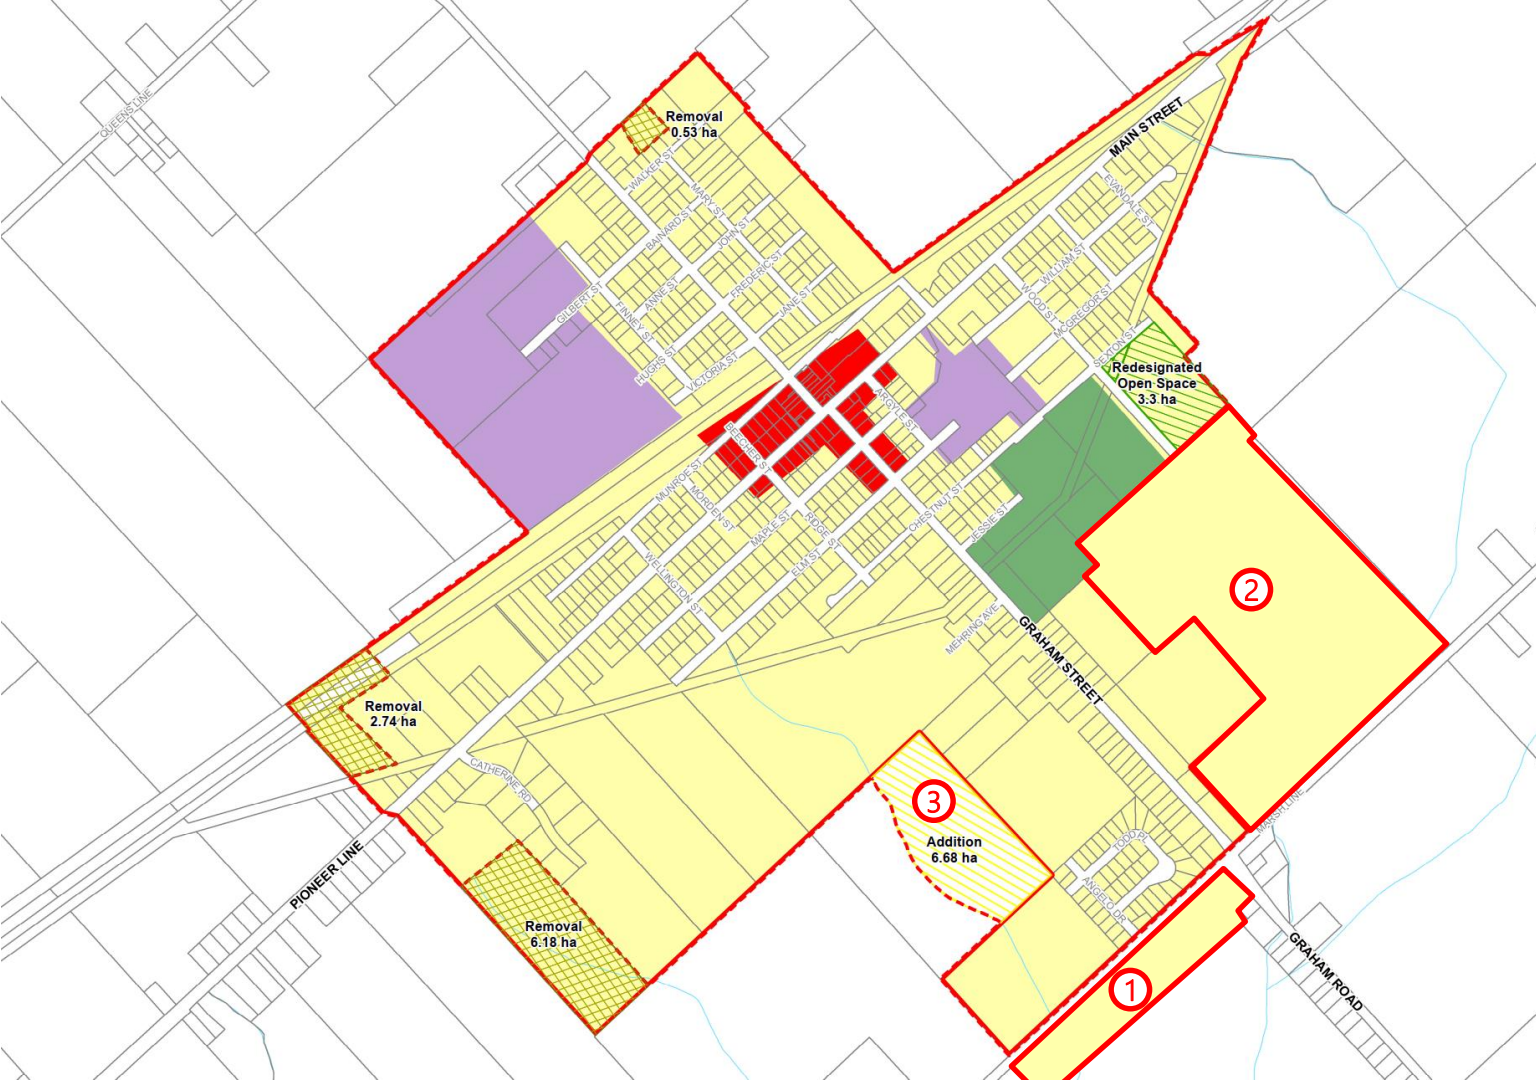 QUEENS LINE
Removal
0.53 ha
MAIN STREET
WALKER ST
MARY ST
EVANDALE ST
BAINARD ST
JOHN ST
WILLIAM ST
FREDERIC ST
ANNE ST
GILBERT ST
FINNEY ST
JANE ST
WOOD ST
MCGREGOR ST
SEXTON ST
HUGHS ST
VICTORIA ST
Redesignated
Open Space
3.3 ha
ARGYLE ST
BEECHER ST
MUNROE ST
MORDEN ST
MAPLE ST
RIDGE ST
CHESTNUT ST
JESSIE ST
ELM ST
WELLINGTON ST
2
MEHRING AVE
GRAHAM STREET
Removal
2.74 ha
CATHERINE RD
3
Addition
6.68 ha
MARSH LINE
TODD PL
ANGELO DR
PIONEER LINE
Removal
6.18 ha
GRAHAM ROAD
1